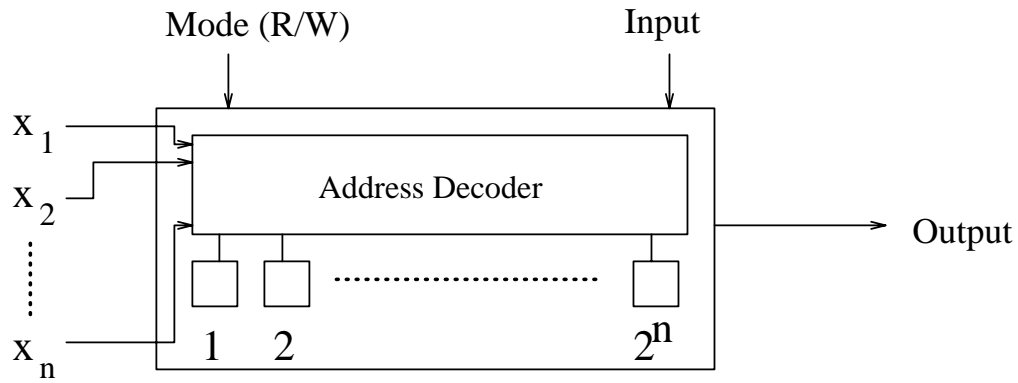 Mode (R/W) Input
x₁
x₂
Address Decoder
Output
xₙ
1 2 2ⁿ